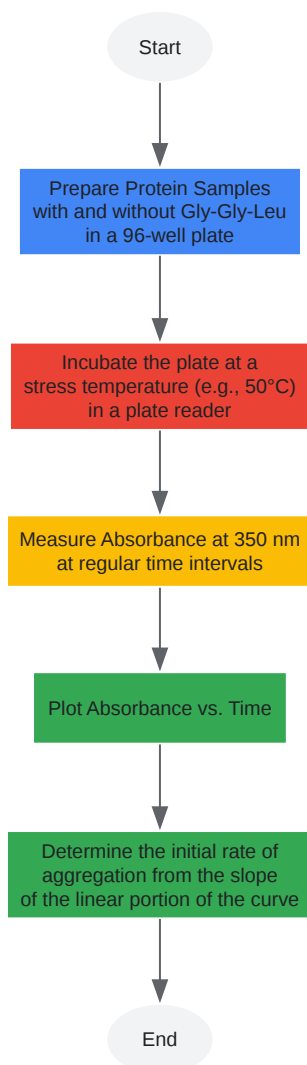 Start
Prepare Protein Samples
with and without Gly-Gly-Leu
in a 96-well plate
Incubate the plate at a
stress temperature (e.g., 50°C)
in a plate reader
Measure Absorbance at 350 nm
at regular time intervals
Plot Absorbance vs. Time
Determine the initial rate of
aggregation from the slope
of the linear portion of the curve
End